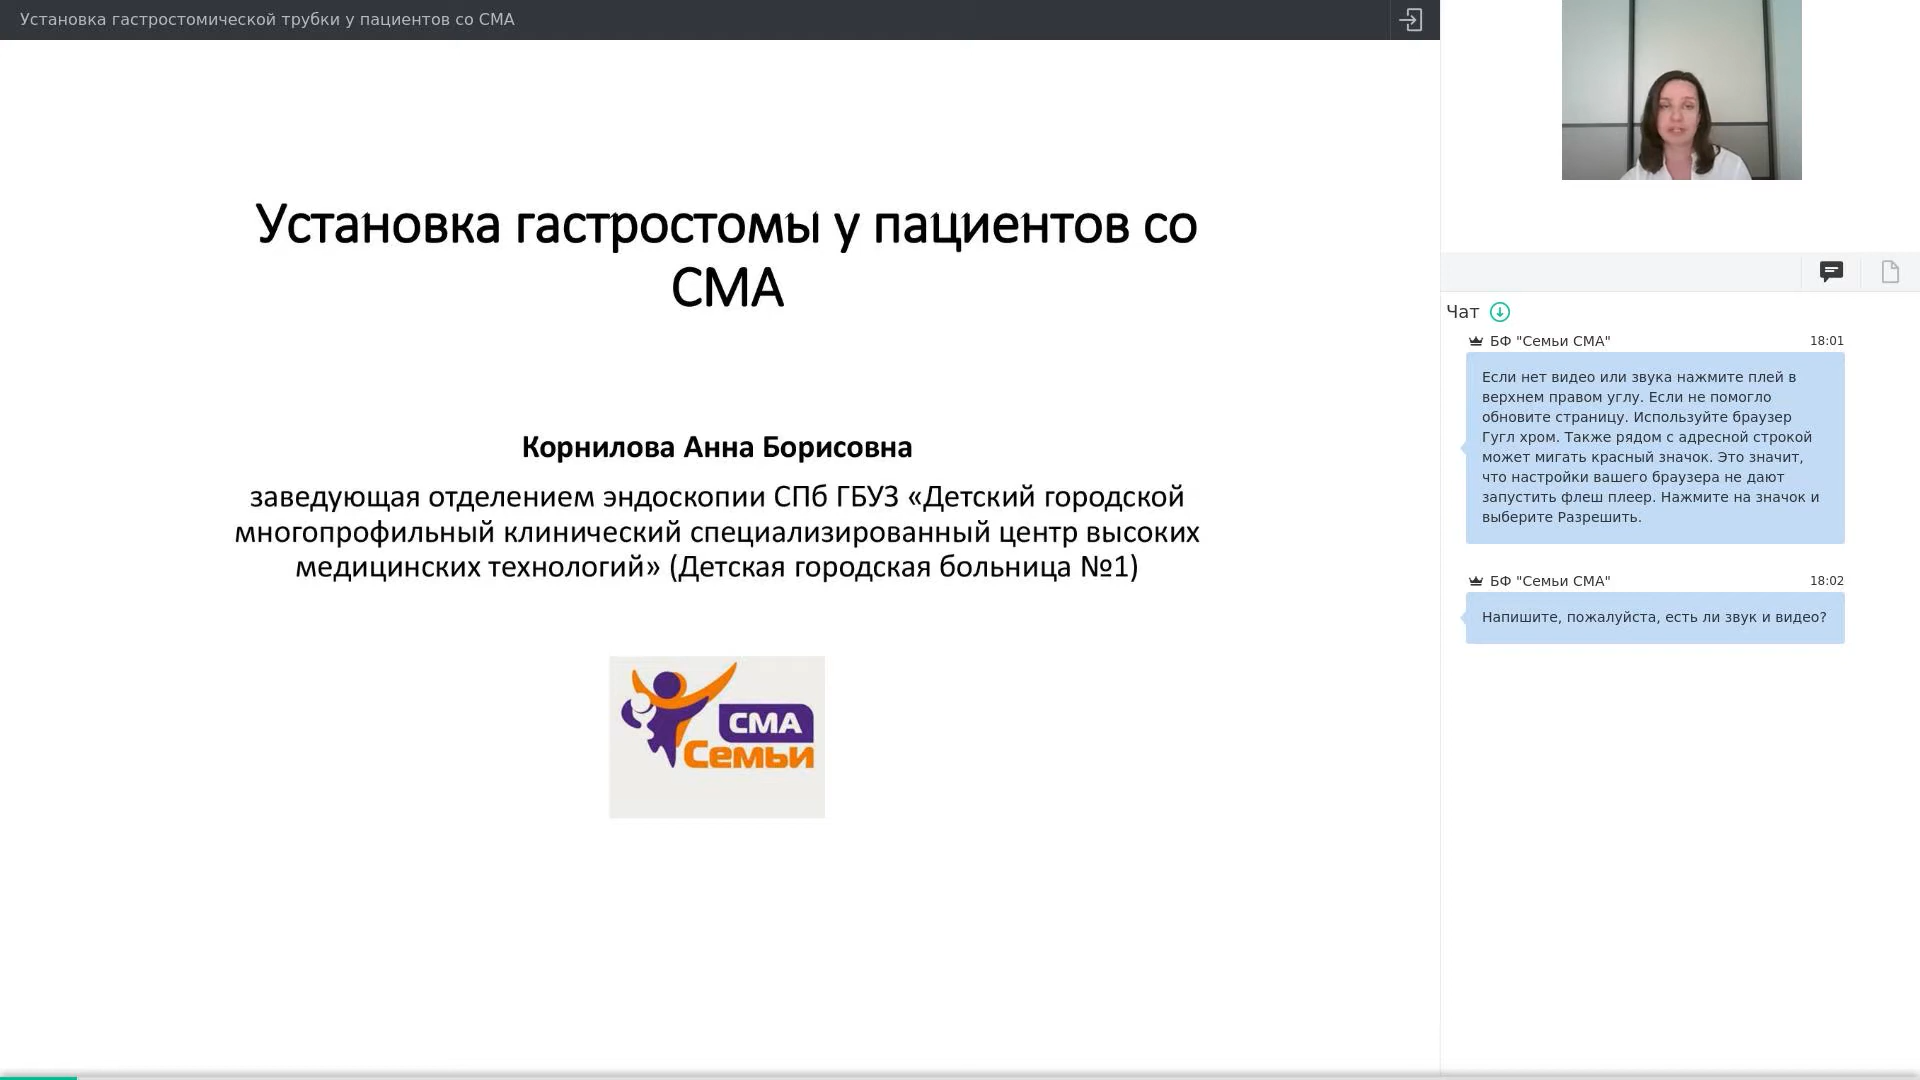 Установка гастростомической трубки у пациентов со СМА
Установка гастростомы у пациентов со
СМА
Корнилова Анна Борисовна
заведующая отделением эндоскопии СПб ГБУЗ «Детский городской
многопрофильный клинический специализированный центр высоких
медицинских технологий» (Детская городская больница №1)
СМА
Семьи
Чат
БФ "Семьи СМА" 18:01
Если нет видео или звука нажмите плей в
верхнем правом углу. Если не помогло
обновите страницу. Используйте браузер
Гугл хром. Также рядом с адресной строкой
может мигать красный значок. Это значит,
что настройки вашего браузера не дают
запустить флеш плеер. Нажмите на значок и
выберите Разрешить.
БФ "Семьи СМА" 18:02
Напишите, пожалуйста, есть ли звук и видео?